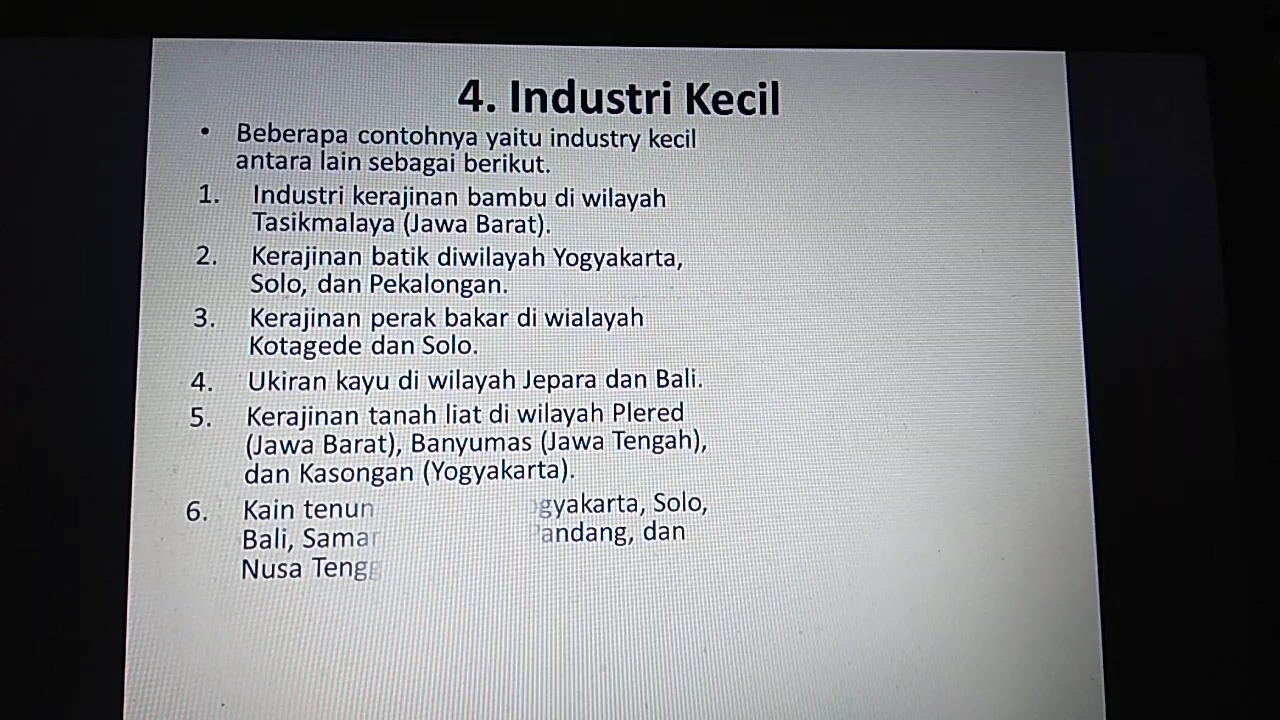 4. Industri Kecil
• Beberapa contohnya yaitu industry kecil
antara lain sebagai berikut.
1. Industri kerajinan bambu di wilayah
Tasikmalaya (Jawa Barat).
2. Kerajinan batik diwilayah Yogyakarta,
Solo, dan Pekalongan.
3. Kerajinan perak bakar di wialayah
Kotagede dan Solo.
4. Ukiran kayu di wilayah Jepara dan Bali.
5. Kerajinan tanah liat di wilayah Plered
(Jawa Barat), Banyumas (Jawa Tengah),
dan Kasongan (Yogyakarta).
6. Kain tenun Solo,
Bali, dan
Nusa